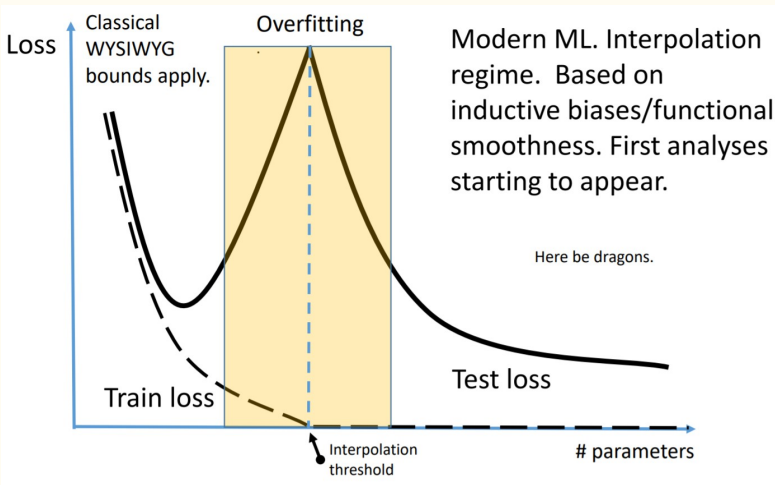 Loss
Classical
WYSIWYG
bounds apply.
Overfitting
Modern ML. Interpolation
regime. Based on
inductive biases/functional
smoothness. First analyses
starting to appear.
Here be dragons.
Train loss
Test loss
Interpolation
threshold
# parameters